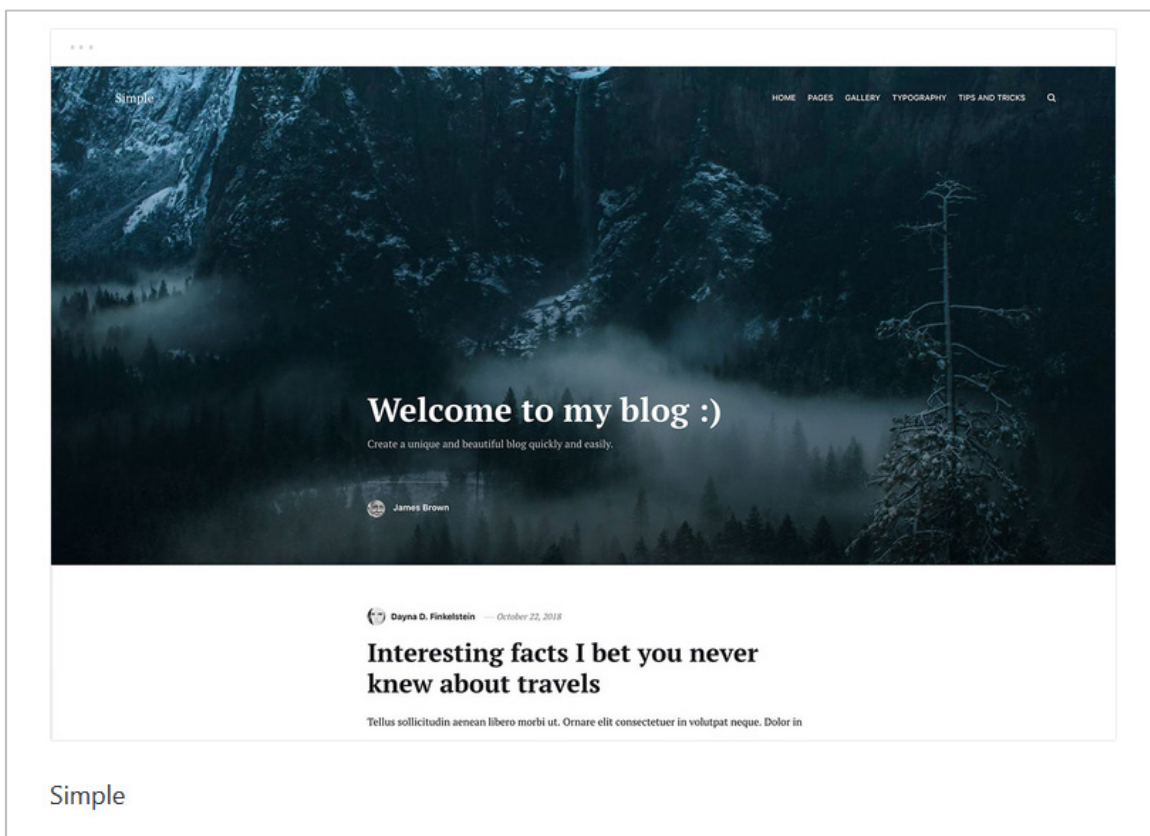 Simple
HOME PAGES GALLERY TYPOGRAPHY TIPS AND TRICKS
Welcome to my blog :)
Create a unique and beautiful blog quickly and easily.
James Brown
Dayna D. Finkelstein — October 22, 2018
Interesting facts I bet you never
knew about travels
Tellus sollicitudin aenean libero morbi ut. Ornare elit consectetuer in volutpat neque. Dolor in
Simple